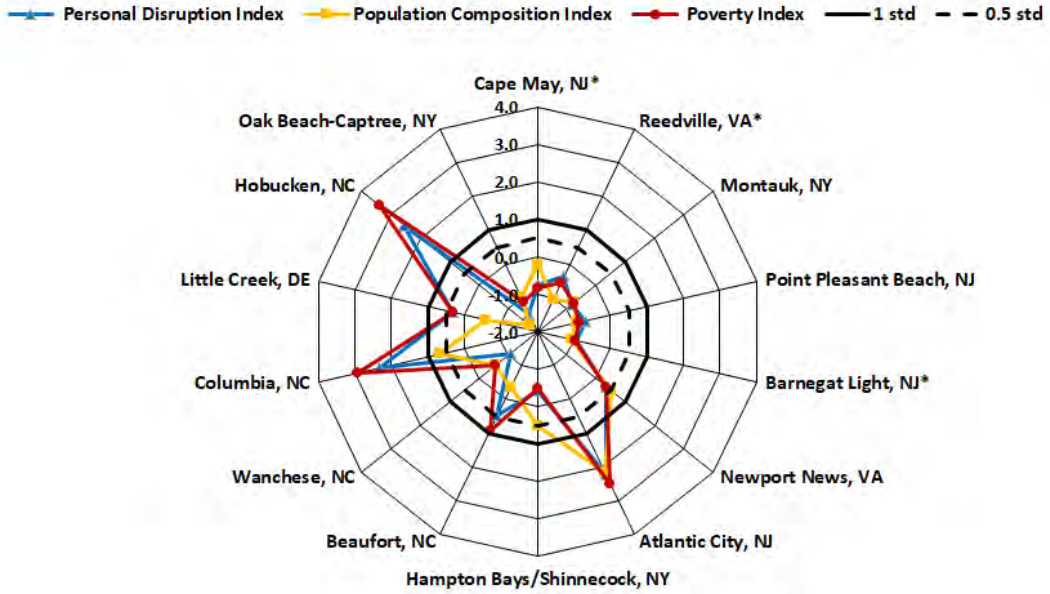 Personal Disruption Index Population Composition Index Poverty Index 1 std 0.5 std
Cape May, NJ*
4.0
Oak Beach-Captree, NY
Reedville, VA*
3.0
Hobucken, NC
2.0
Montauk, NY
1.0
0.0
Little Creek, DE
Point Pleasant Beach, NJ
-1.0
-2.0
Columbia, NC
Barnegat Light, NJ*
Wanchese, NC
Newport News, VA
Beaufort, NC
Atlantic City, NJ
Hampton Bays/Shinnecock, NY